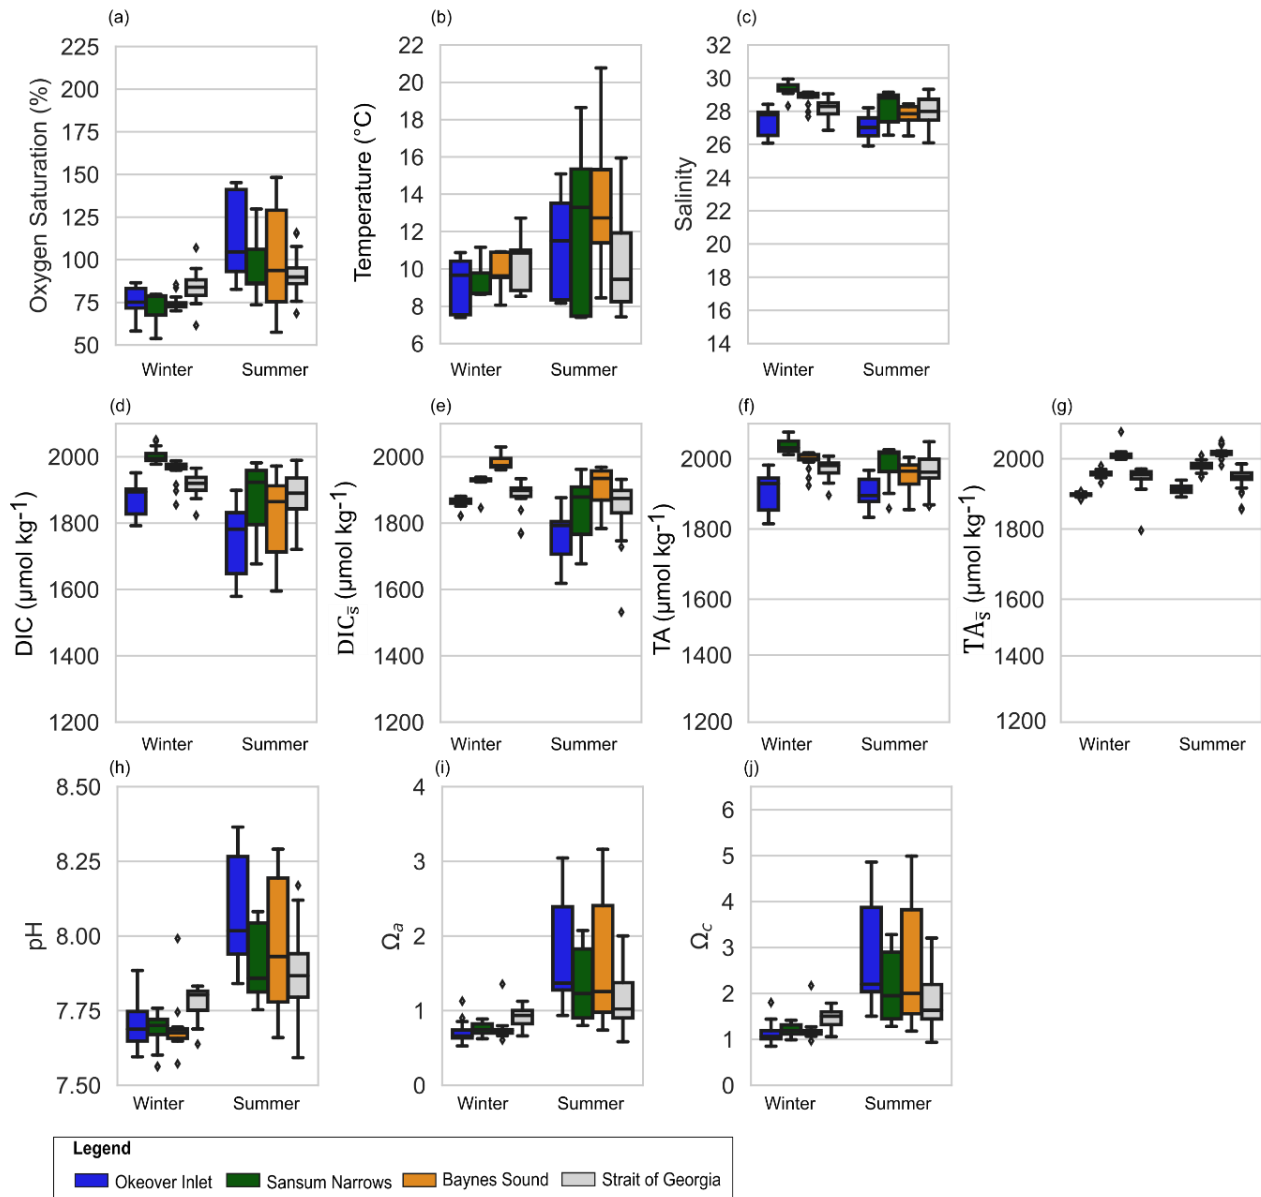 (a)
(b)
(c)
Oxygen Saturation (%)
225
200
175
150
125
100
75
50
Winter
Summer
Temperature (°C)
22
20
18
16
14
12
10
8
6
Winter
Summer
Salinity
32
30
28
26
26
24
22
20
18
16
14
Winter
Summer
(d)
(e)
(f)
(g)
DIC (µmol kg⁻¹)
2000
1800
1600
1400
1200
Winter
Summer
DICs̄ (µmol kg⁻¹)
2000
1800
1600
1400
1200
Winter
Summer
TA (µmol kg⁻¹)
2000
1800
1600
1400
1200
Winter
Summer
TAs̄ (µmol kg⁻¹)
2000
1800
1600
1400
1200
Winter
Summer
(h)
(i)
(j)
pH
8.50
8.25
8.00
7.75
7.50
Winter
Summer
Ωa
4
3
2
1
0
Winter
Summer
Ωc
6
5
4
3
2
1
0
Winter
Summer
Legend
Okeover Inlet Sansum Narrows Baynes Sound Strait of Georgia